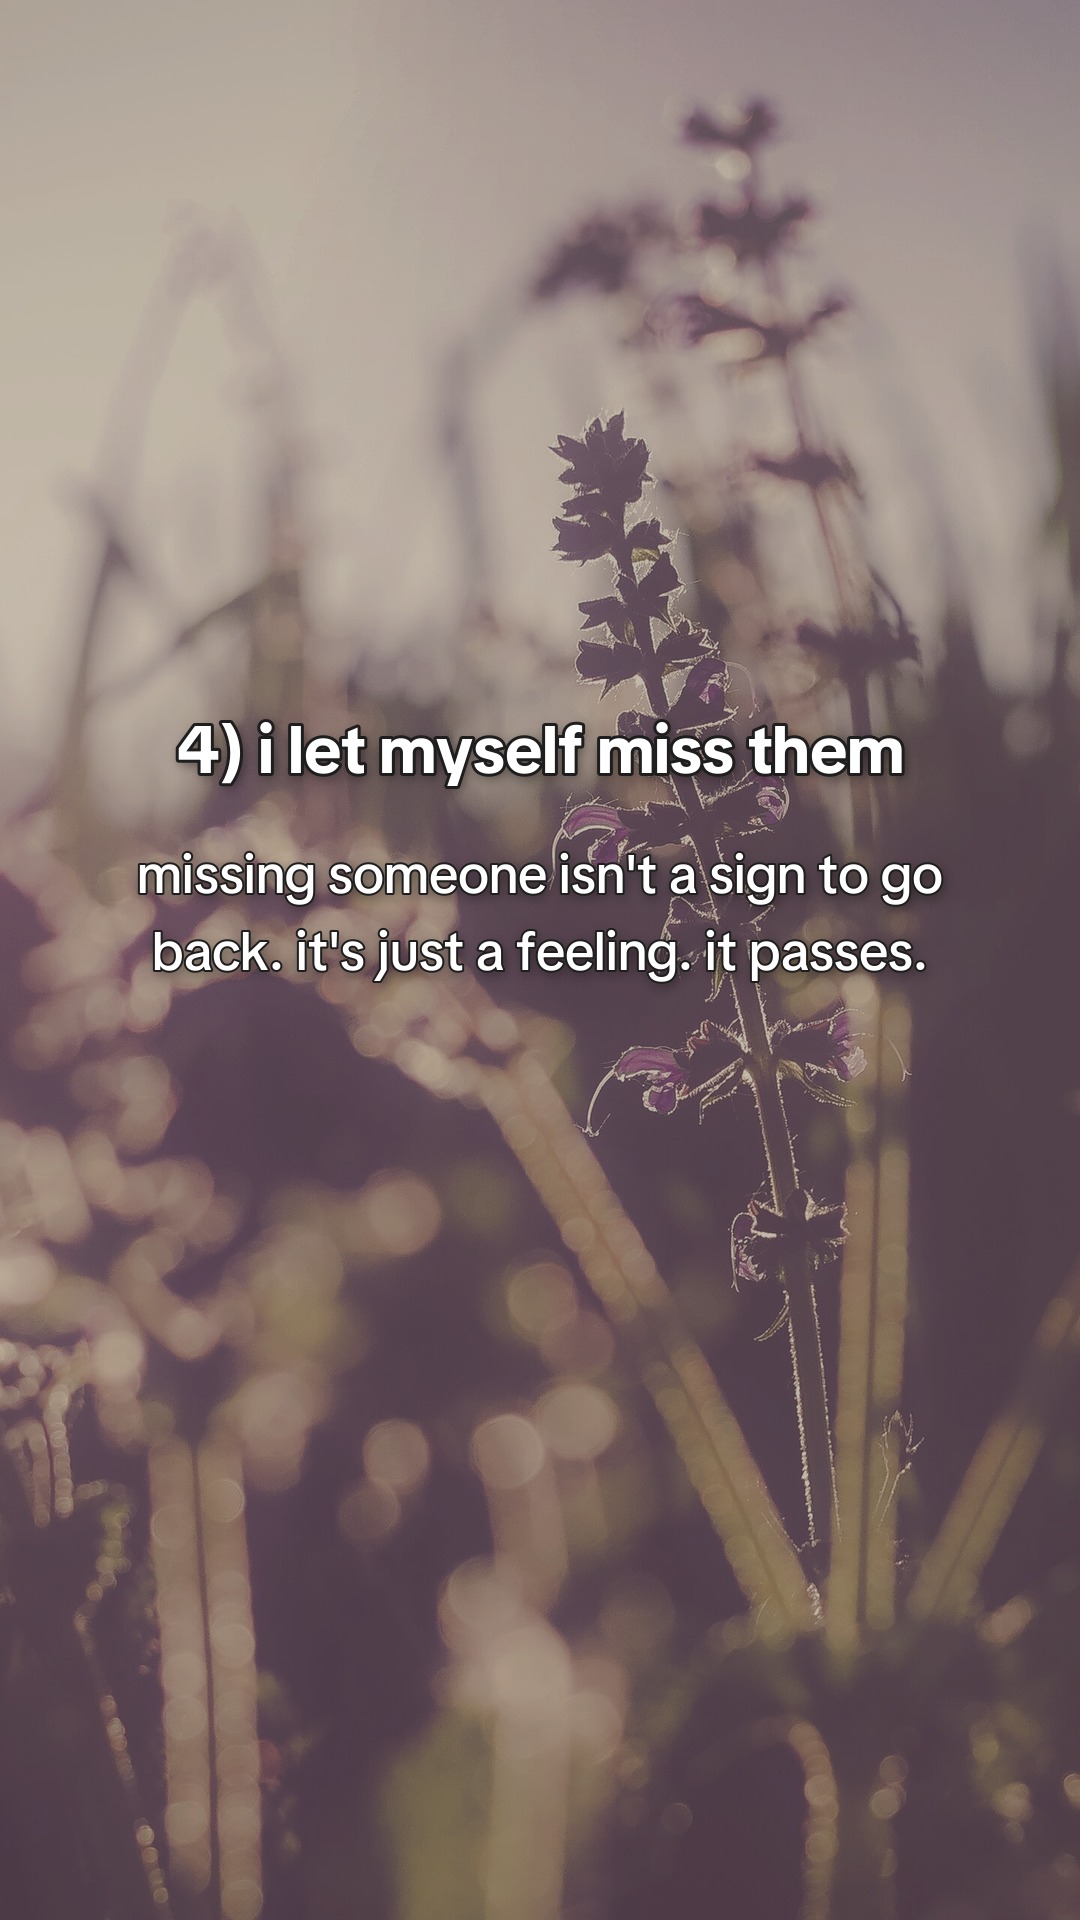 4) i let myself miss them
missing someone isn't a sign to go
back. it's just a feeling. it passes.